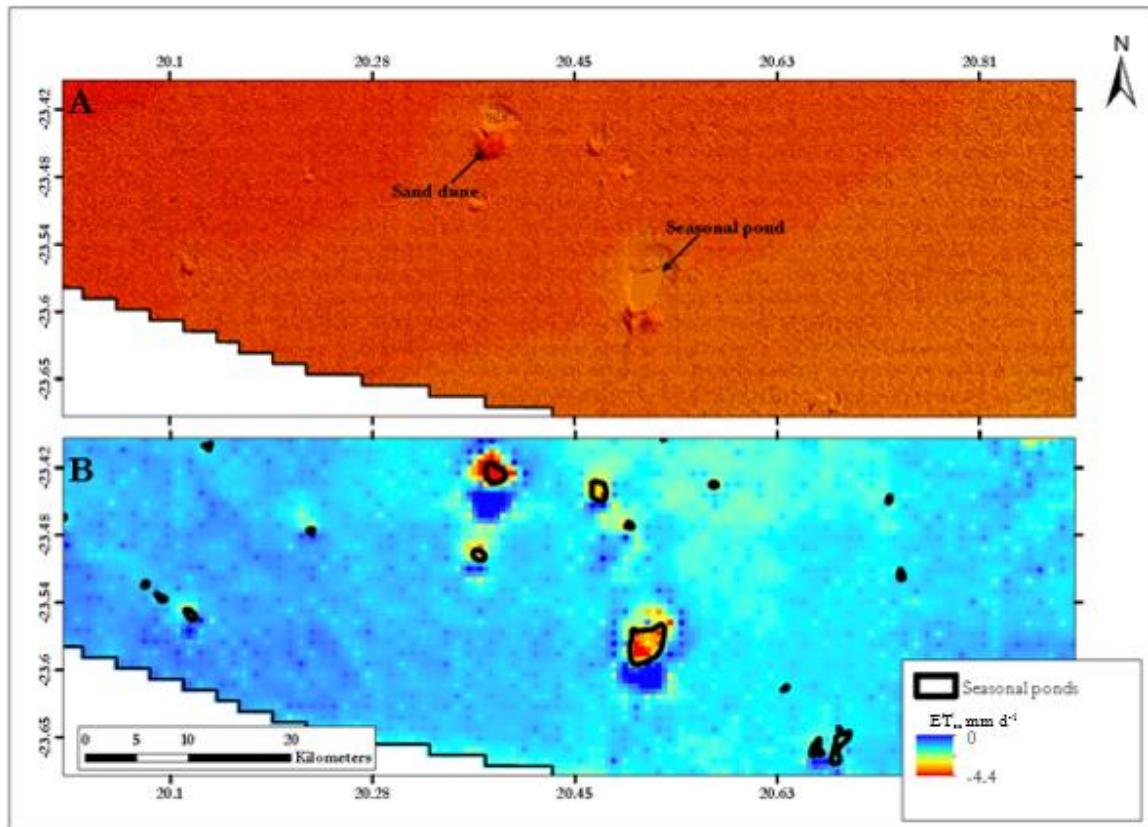 N
20.1 20.28 20.45 20.63 20.81
A
-23.42
-23.48
-23.54
-23.6
-23.65
Sand dune
Seasonal pond
B
-23.42
-23.48
-23.54
-23.6
-23.65
0 5 10 20
Kilometers
Seasonal ponds
mm d⁻¹
0
-4.4
20.1 20.28 20.45 20.63